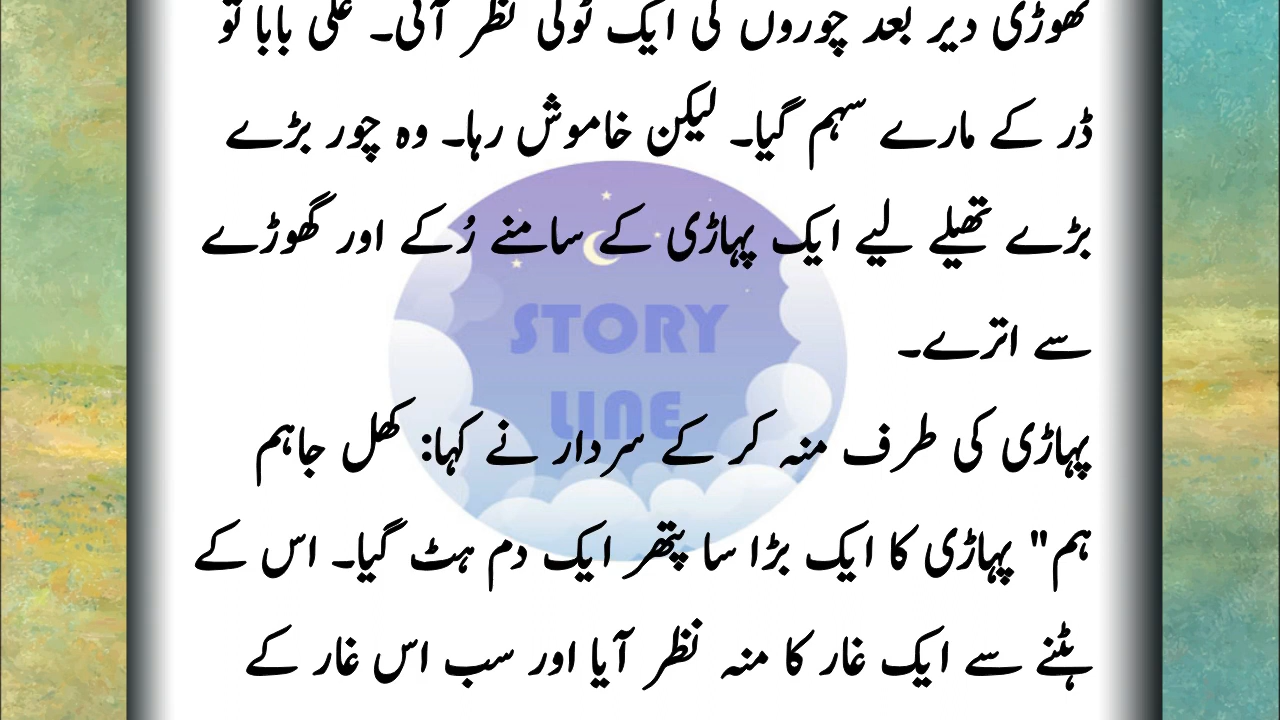 تھوڑی دیر بعد چوروں کی ایک ٹولی نظر آئی۔ علی بابا تو
ڈر کے مارے سہم گیا۔ لیکن خاموش رہا۔ وہ چور بڑے
بڑے تھیلے لیے ایک پہاڑی کے سامنے رُکے اور گھوڑے
سے اترے۔
STORY
LINE
پہاڑی کی طرف منہ کر کے سردار نے کہا: کھل جاہم
ہم" پہاڑی کا ایک بڑا سا پتھر ایک دم ہٹ گیا۔ اس کے
ہٹنے سے ایک غار کا منہ نظر آیا اور سب اس غار کے